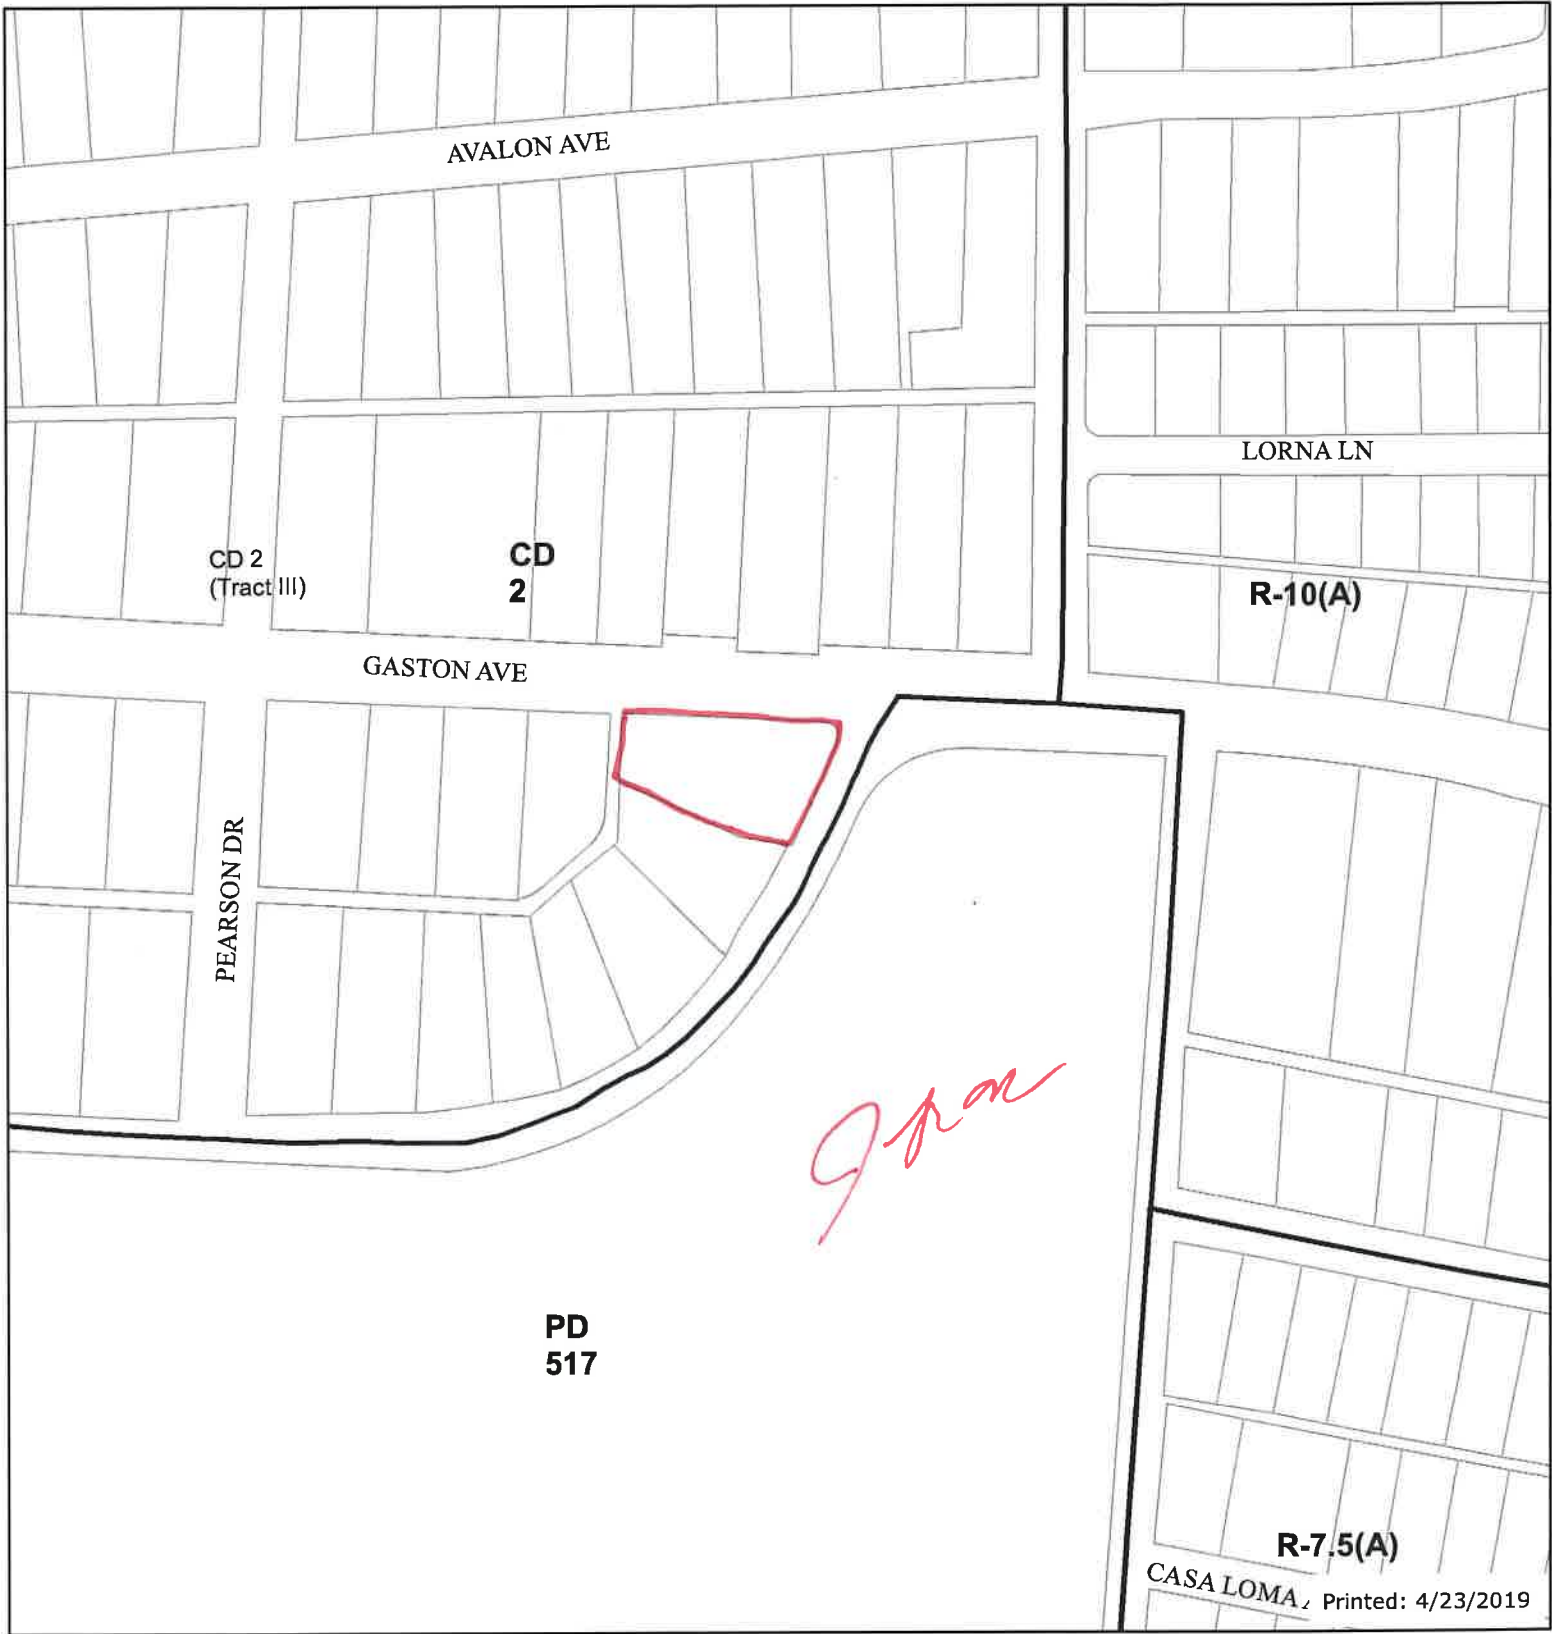 AVALON AVE
LORNA LN
CD 2
(Tract III)
CD
2
R-10(A)
GASTON AVE
PEARSON DR
PD
517
R-7.5(A)
CASA LOMA
Printed: 4/23/2019